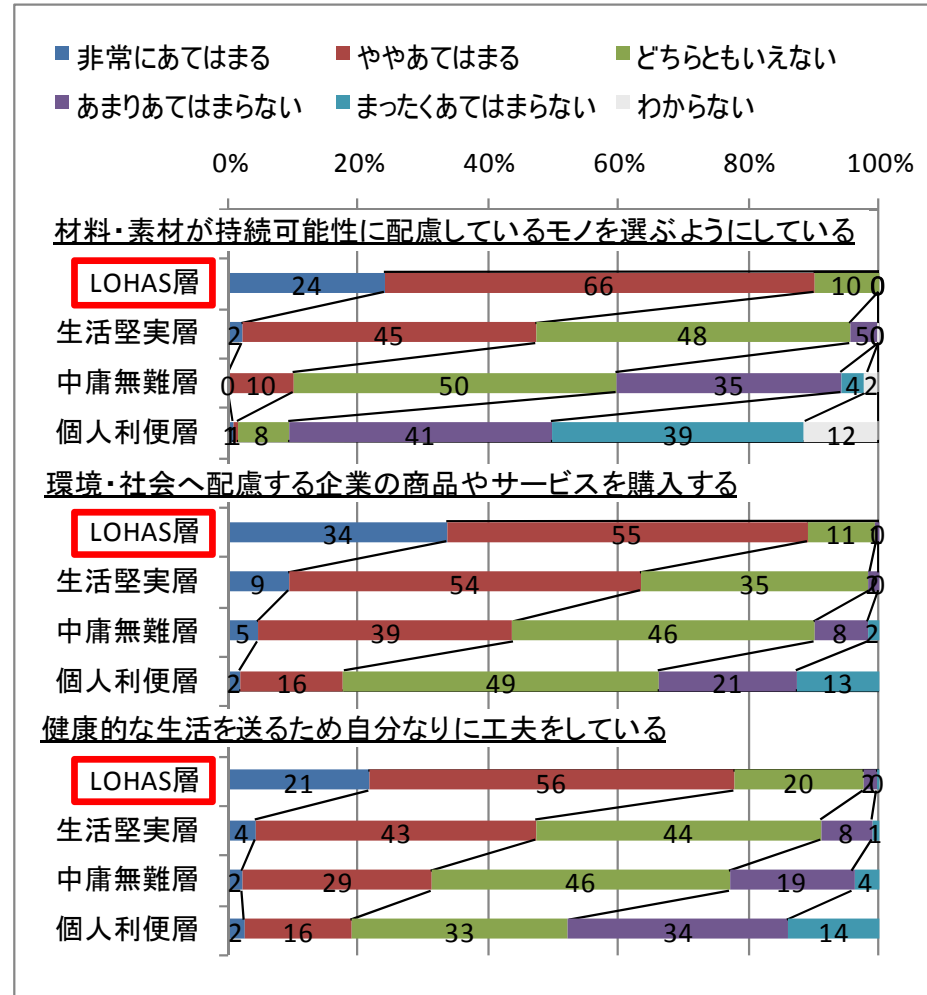 非常にあてはまる ややあてはまる どちらともいえない
あまりあてはまらない まったくあてはまらない わからない
0% 20% 40% 60% 80% 100%
材料・素材が持続可能性に配慮しているモノを選ぶようにしている
LOHAS層 24 66 10 0 0
生活堅実層 2 45 48 5 0
中庸無難層 0 10 50 35 4 2
個人利便層 1 1 8 41 39 12
環境・社会へ配慮する企業の商品やサービスを購入する
LOHAS層 34 55 11 1 0
生活堅実層 9 54 35 2 0
中庸無難層 5 39 46 8 2
個人利便層 2 16 49 21 13
健康的な生活を送るため自分なりに工夫をしている
LOHAS層 21 56 20 2 0
生活堅実層 4 43 44 8 1
中庸無難層 2 29 46 19 4
個人利便層 2 16 33 34 14